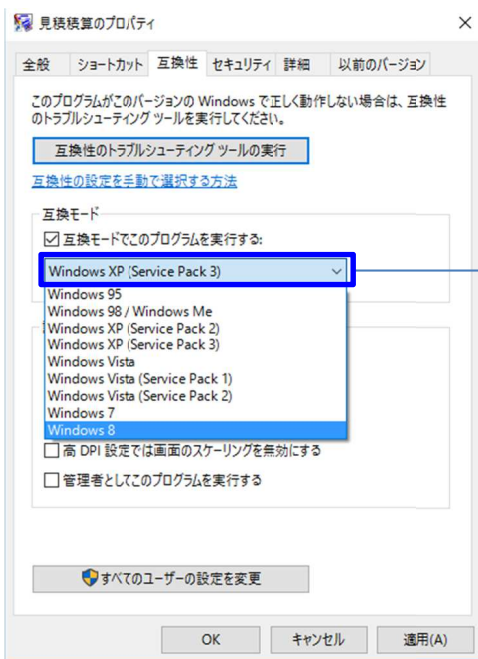 見積積算のプロパティ
全般 ショートカット 互換性 セキュリティ 詳細 以前のバージョン
このプログラムがこのバージョンの Windows で正しく動作しない場合は、互換性
のトラブルシューティング ツールを実行してください。
互換性のトラブルシューティング ツールの実行
互換性の設定を手動で選択する方法
互換モード
互換モードでこのプログラムを実行する:
Windows XP (Service Pack 3)
Windows 95
Windows 98 / Windows Me
Windows XP (Service Pack 2)
Windows XP (Service Pack 3)
Windows Vista
Windows Vista (Service Pack 1)
Windows Vista (Service Pack 2)
Windows 7
Windows 8
高 DPI 設定では画面のスケーリングを無効にする
管理者としてこのプログラムを実行する
すべてのユーザーの設定を変更
OK キャンセル 適用(A)